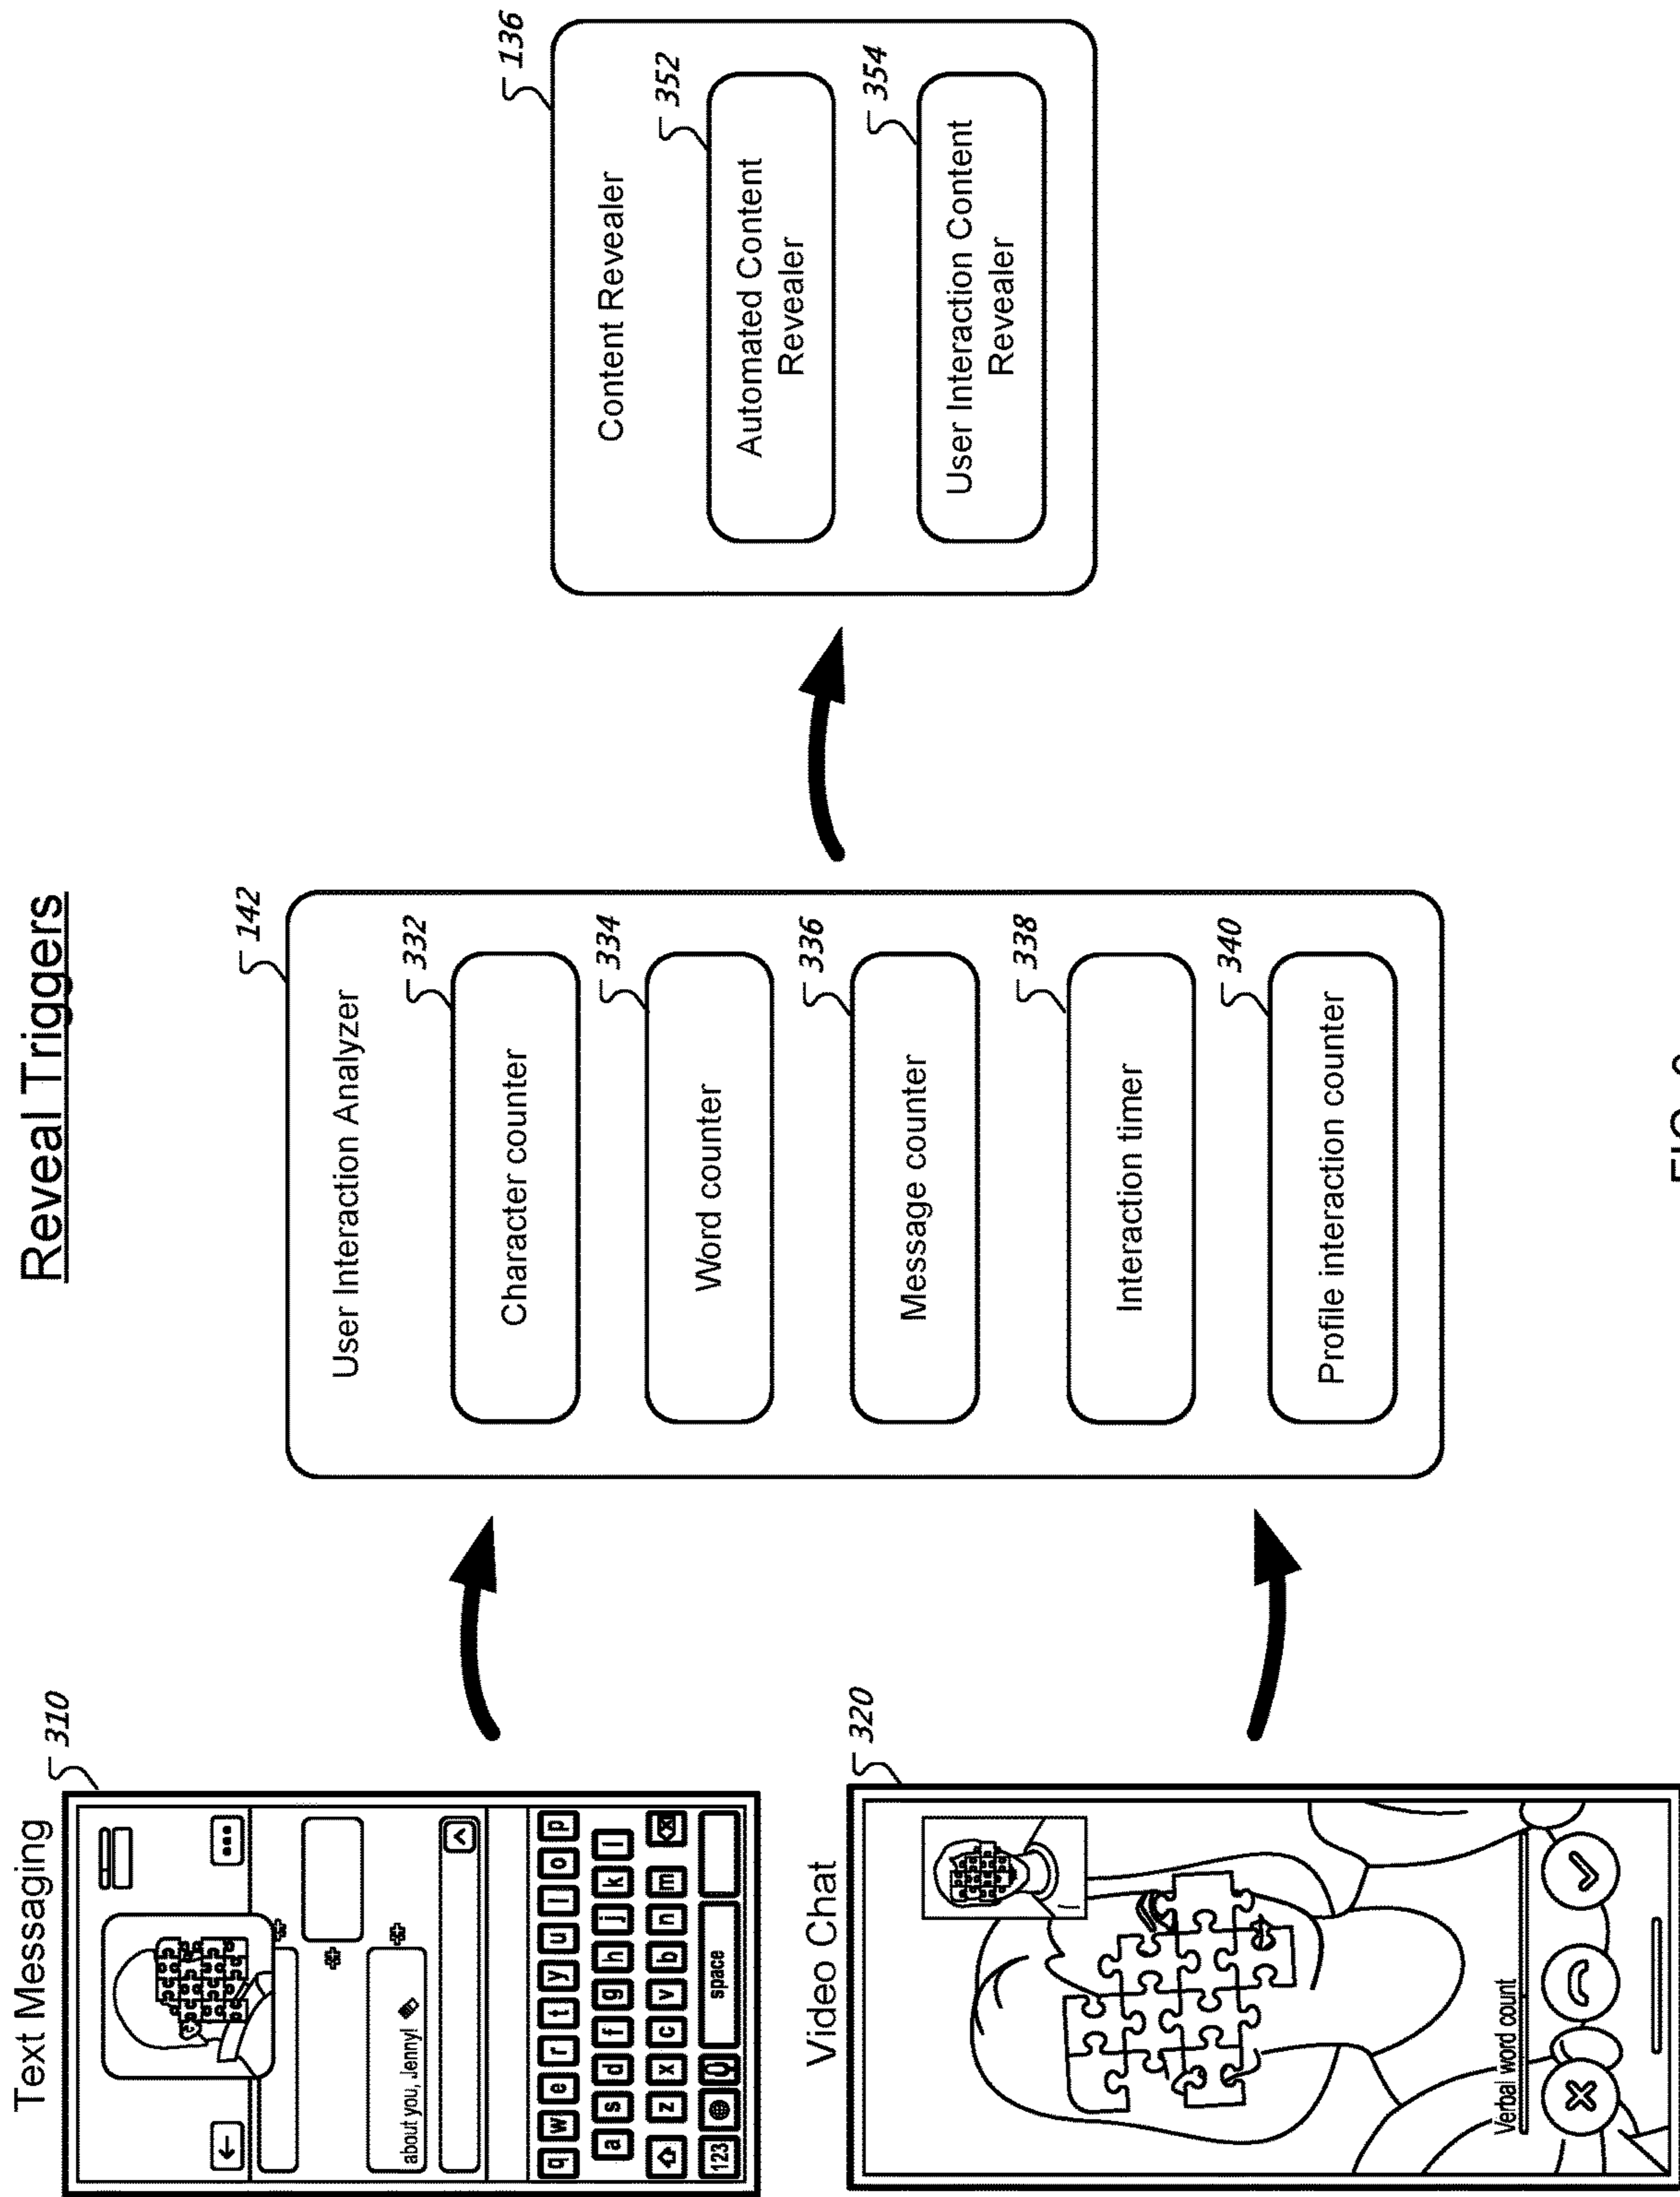 Reveal Triggers
Text Messaging
310
about you, Jenny!
q w e r t y u i o p
a s d f g h j k l
z x c v b n m
123 space
Video Chat
320
Verbal word count
142
User Interaction Analyzer
332
Character counter
334
Word counter
336
Message counter
338
Interaction timer
340
Profile interaction counter
136
Content Revealer
352
Automated Content
Revealer
354
User Interaction Content
Revealer
FIG.